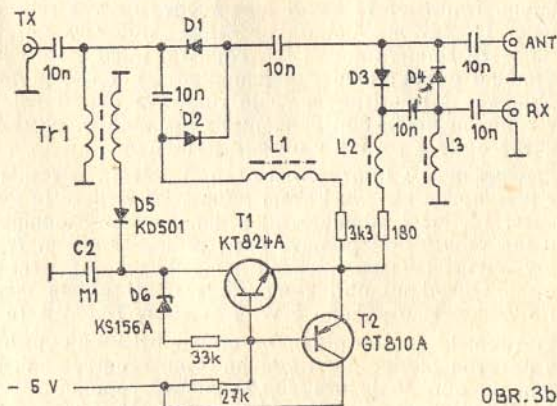 TX
D1
ANT
10n
10n
10n
10n
D3
D4
D2
RX
10n
10n
Tr1
L1
L2
L3
D5
KD501
T1
KT824A
3k3
180
C2
M1
D6
KS156A
T2
GT810A
33k
27k
- 5 V
OBR.3b